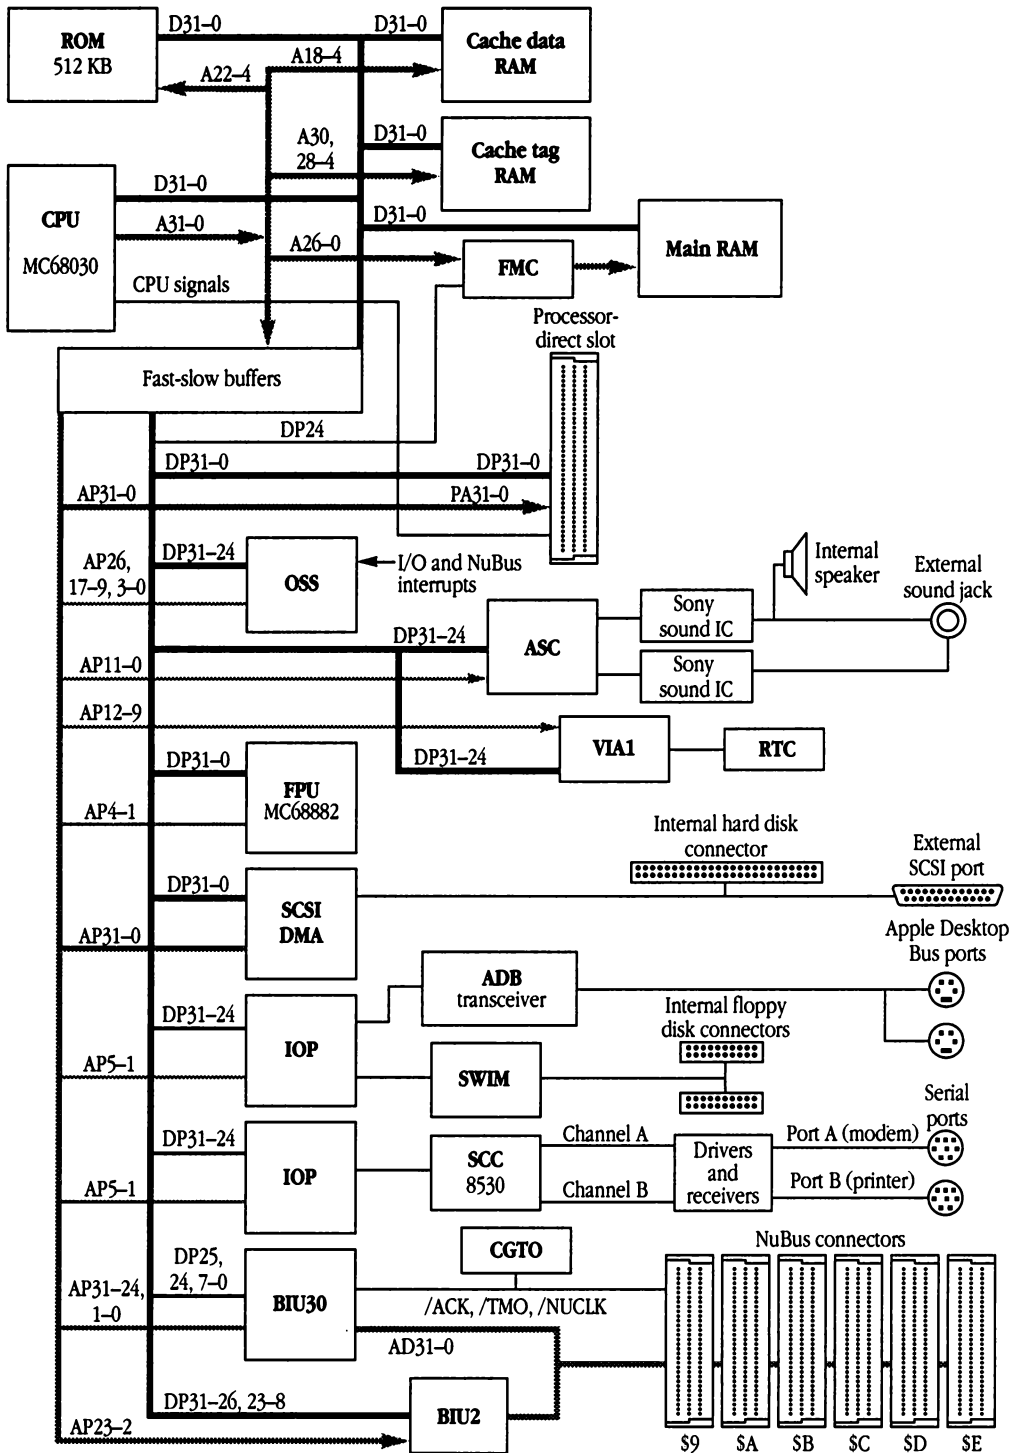 ROM
512 KB
D31–0
D31–0
Cache data
RAM
A18–4
A22–4
A30,
28–4
D31–0
Cache tag
RAM
CPU
MC68030
D31–0
A31–0
D31–0
A26–0
FMC
Main RAM
CPU signals
Processor-
direct slot
Fast-slow buffers
DP24
DP31–0
DP31–0
AP31–0
PA31–0
AP26,
17–9, 3–0
DP31–24
OSS
I/O and NuBus
interrupts
Internal
speaker
External
sound jack
Sony
sound IC
DP31–24
ASC
Sony
sound IC
AP11–0
AP12–9
DP31–24
VIA1
RTC
DP31–0
FPU
MC68882
AP4–1
Internal hard disk
connector
External
SCSI port
DP31–0
SCSI
DMA
AP31–0
Apple Desktop
Bus ports
ADB
transceiver
DP31–24
IOP
AP5–1
Internal floppy
disk connectors
SWIM
Serial
ports
DP31–24
IOP
AP5–1
SCC
8530
Channel A
Channel B
Drivers
and
receivers
Port A (modem)
Port B (printer)
CGTO
NuBus connectors
DP25,
24, 7–0
AP31–24,
1–0
BIU30
/ACK, /TMO, /NUCLK
AD31–0
DP31–26, 23–8
BIU2
AP23–2
$9
$A
$B
$C
$D
$E